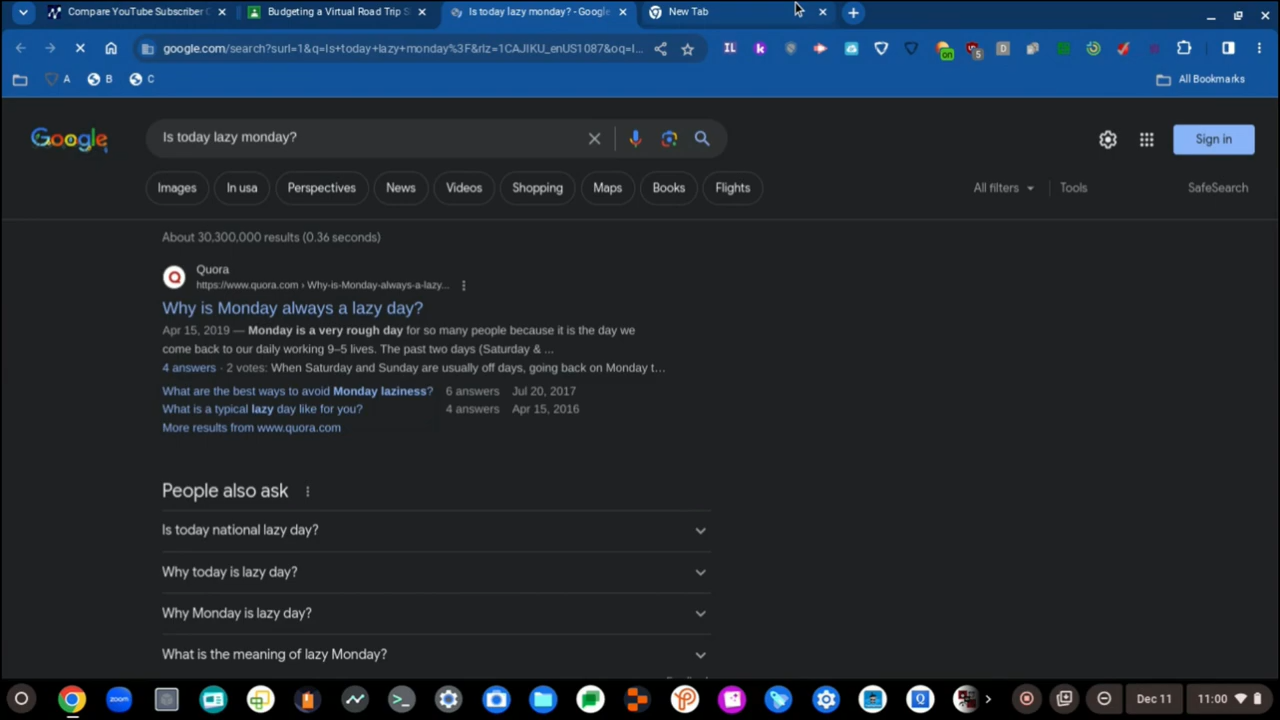 Compare YouTube Subscriber
Budgeting a Virtual Road Trip S
Is today lazy monday? - Google
New Tab
google.com/search?surl=1&q=Is+today+lazy+monday%3F&rlz=1CAJIKU_enUS1087&oq=I...
IL
k
on
5
D
A
B
C
All Bookmarks
Google
Is today lazy monday?
Sign in
Images
In usa
Perspectives
News
Videos
Shopping
Maps
Books
Flights
All filters
Tools
SafeSearch
About 30,300,000 results (0.36 seconds)
Quora
https://www.quora.com › Why-is-Monday-always-a-lazy...
Why is Monday always a lazy day?
Apr 15, 2019 — Monday is a very rough day for so many people because it is the day we
come back to our daily working 9–5 lives. The past two days (Saturday & ...
4 answers · 2 votes: When Saturday and Sunday are usually off days, going back on Monday t...
What are the best ways to avoid Monday laziness? 6 answers Jul 20, 2017
What is a typical lazy day like for you? 4 answers Apr 15, 2016
More results from www.quora.com
People also ask
Is today national lazy day?
Why today is lazy day?
Why Monday is lazy day?
What is the meaning of lazy Monday?
zoom
Dec 11
11:00